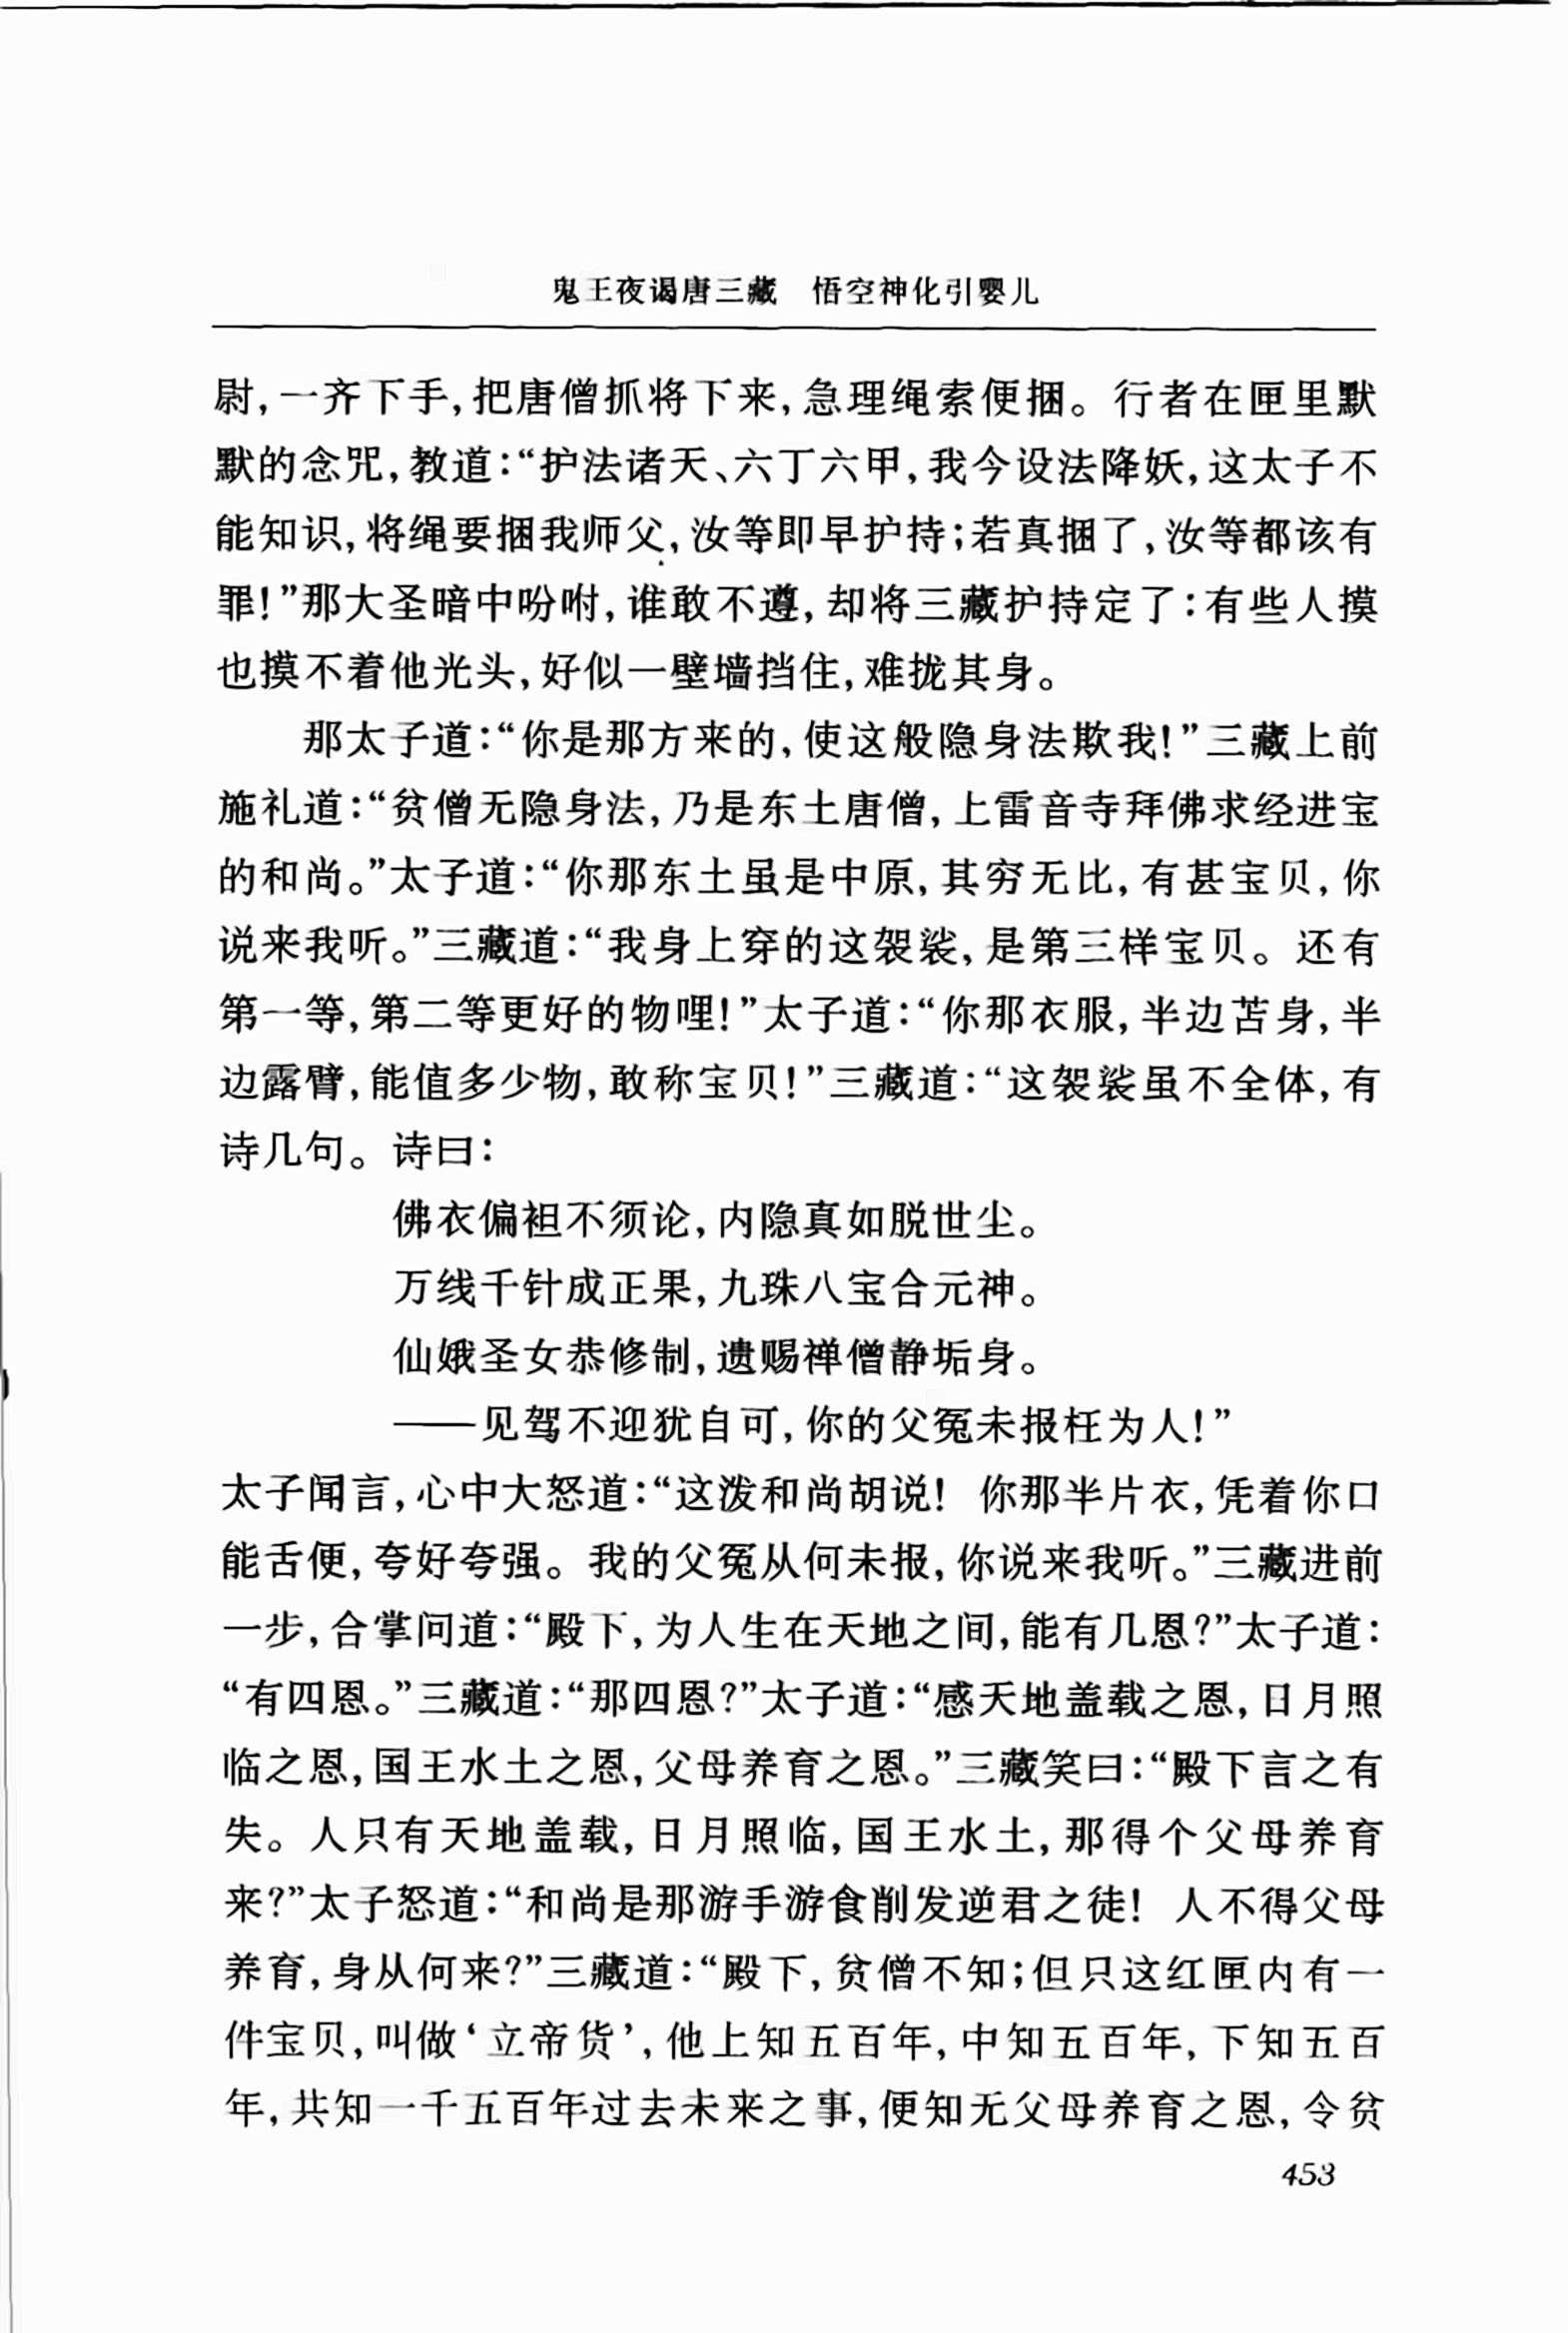 鬼王夜谒唐三藏　悟空神化引婴儿
尉,一齐下手,把唐僧抓将下来,急理绳索便捆。行者在匣里默
默的念咒,教道:“护法诸天、六丁六甲,我今设法降妖,这太子不
能知识,将绳要捆我师父,汝等即早护持;若真捆了,汝等都该有
罪!”那大圣暗中吩咐,谁敢不遵,却将三藏护持定了:有些人摸
也摸不着他光头,好似一壁墙挡住,难拢其身。
那太子道:“你是那方来的,使这般隐身法欺我!”三藏上前
施礼道:“贫僧无隐身法,乃是东土唐僧,上雷音寺拜佛求经进宝
的和尚。”太子道:“你那东土虽是中原,其穷无比,有甚宝贝,你
说来我听。”三藏道:“我身上穿的这袈裟,是第三样宝贝。还有
第一等,第二等更好的物哩!”太子道:“你那衣服,半边苫身,半
边露臂,能值多少物,敢称宝贝!”三藏道:“这袈裟虽不全体,有
诗几句。诗曰:
佛衣偏袒不须论,内隐真如脱世尘。
万线千针成正果,九珠八宝合元神。
仙娥圣女恭修制,遗赐禅僧静垢身。
——见驾不迎犹自可,你的父冤未报枉为人!”
太子闻言,心中大怒道:“这泼和尚胡说! 你那半片衣,凭着你口
能舌便,夸好夸强。我的父冤从何未报,你说来我听。”三藏进前
一步,合掌问道:“殿下,为人生在天地之间,能有几恩?”太子道:
“有四恩。”三藏道:“那四恩?”太子道:“感天地盖载之恩,日月照
临之恩,国王水土之恩,父母养育之恩。”三藏笑曰:“殿下言之有
失。人只有天地盖载,日月照临,国王水土,那得个父母养育
来?”太子怒道:“和尚是那游手游食削发逆君之徒! 人不得父母
养育,身从何来?”三藏道:“殿下,贫僧不知;但只这红匣内有一
件宝贝,叫做‘立帝货’,他上知五百年,中知五百年,下知五百
年,共知一千五百年过去未来之事,便知无父母养育之恩,令贫
453